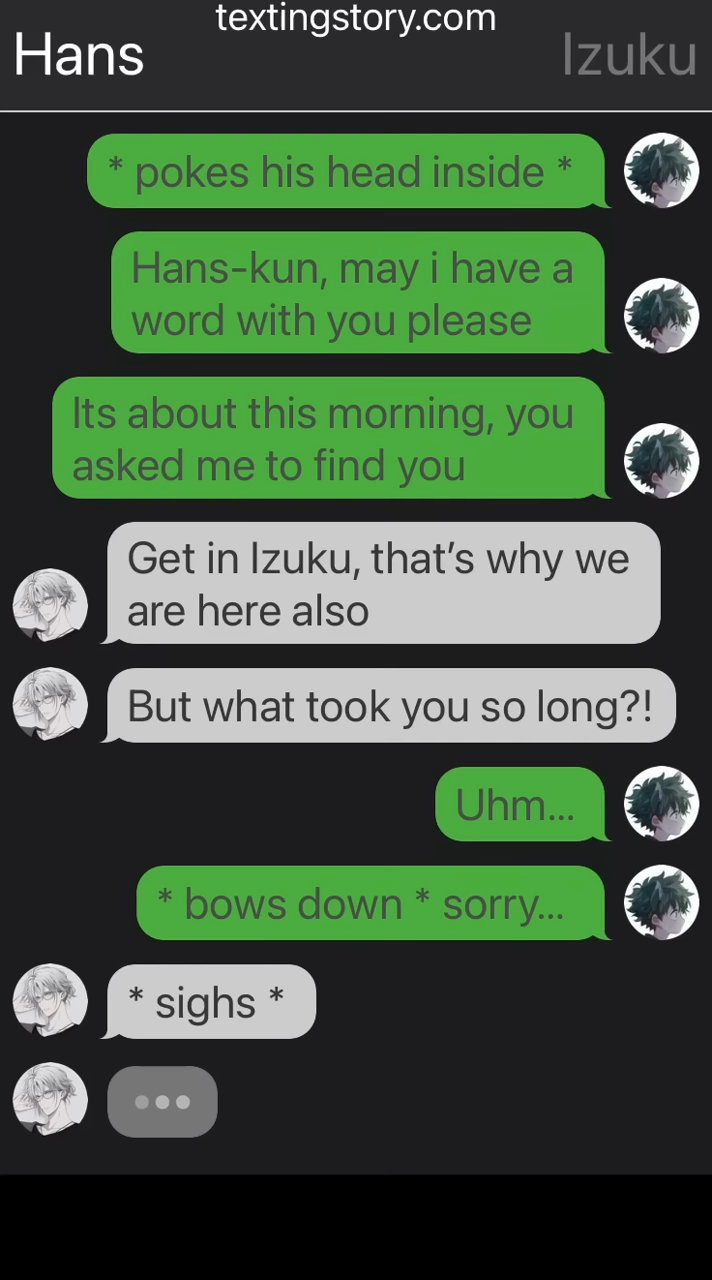 textingstory.com
Hans
Izuku
* pokes his head inside *
Hans-kun, may i have a
word with you please
Its about this morning, you
asked me to find you
Get in Izuku, that’s why we
are here also
But what took you so long?!
Uhm...
* bows down * sorry...
* sighs *